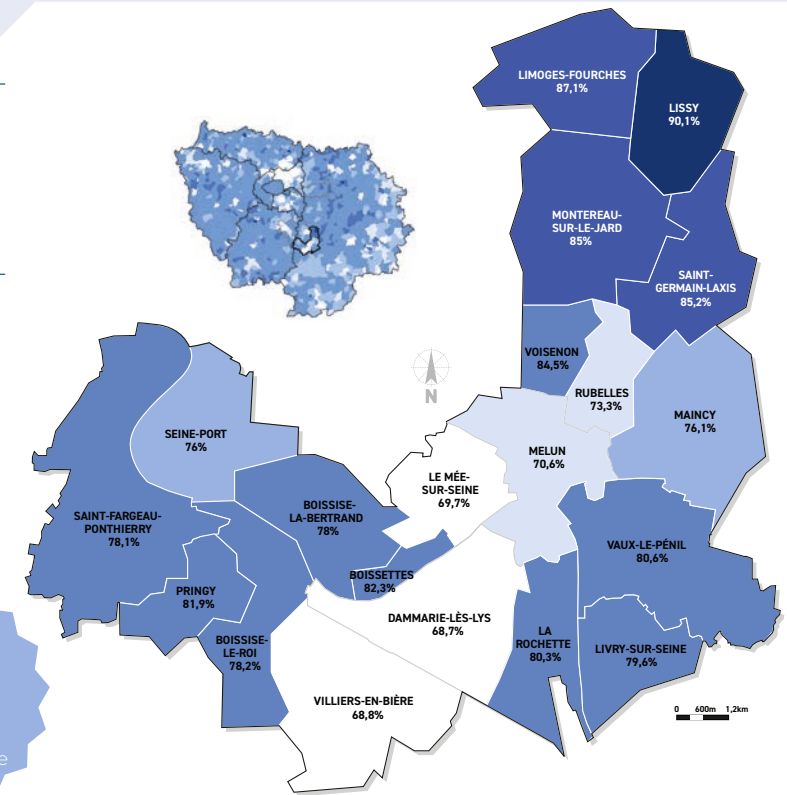 LIMOGES-FOURCHES
87,1%
LISSY
90,1%
MONTEREAU-
SUR-LE-JARD
85%
SAINT-
GERMAIN-LAXIS
85,2%
VOISENON
84,5%
RUBELLES
73,3%
MAINCY
76,1%
N
SEINE-PORT
76%
MELUN
70,6%
LE MÉE-
SUR-SEINE
69,7%
SAINT-FARGEAU-
PONTHIERRY
78,1%
BOISSISE-
LA-BERTRAND
78%
VAUX-LE-PÉNIL
80,6%
BOISSETTES
82,3%
PRINGY
81,9%
DAMMARIE-LÈS-LYS
68,7%
BOISSISE-
LE-ROI
78,2%
LA
ROCHETTE
80,3%
LIVRY-SUR-SEINE
79,6%
VILLIERS-EN-BIÈRE
68,8%
0 600m 1,2km
e